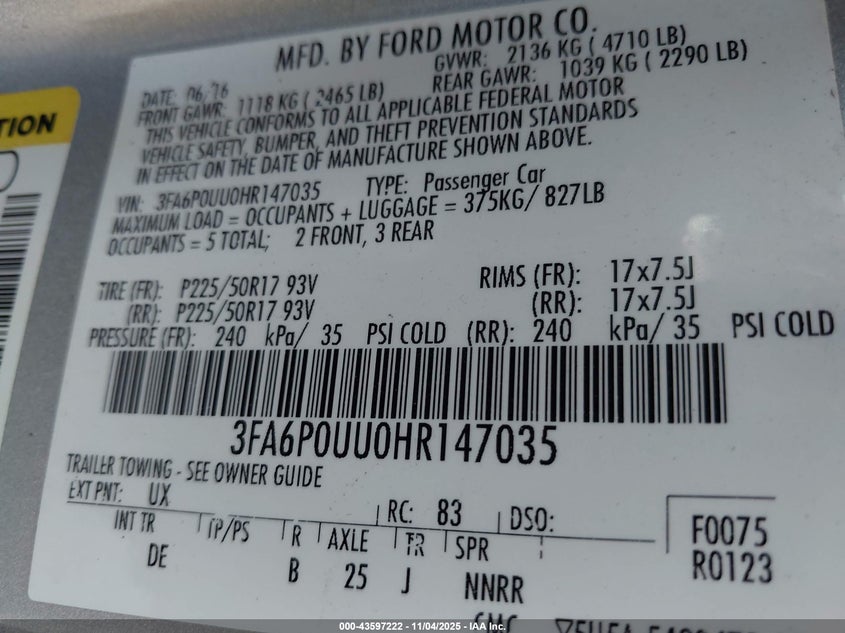 MFD. BY FORD MOTOR CO.
DATE: 06/16 GVWR: 2136 KG ( 4710 LB)
FRONT GAWR: 1118 KG ( 2465 LB) REAR GAWR: 1039 KG ( 2290 LB)
THIS VEHICLE CONFORMS TO ALL APPLICABLE FEDERAL MOTOR
VEHICLE SAFETY, BUMPER, AND THEFT PREVENTION STANDARDS
IN EFFECT ON THE DATE OF MANUFACTURE SHOWN ABOVE.
VIN: 3FA6P0UU0HR147035 TYPE: Passenger Car
MAXIMUM LOAD = OCCUPANTS + LUGGAGE = 375KG/ 827LB
OCCUPANTS = 5 TOTAL; 2 FRONT, 3 REAR
TIRE (FR): P225/50R17 93V RIMS (FR): 17x7.5J
(RR): P225/50R17 93V (RR): 17x7.5J
PRESSURE (FR): 240 kPa/ 35 PSI COLD (RR): 240 kPa/ 35 PSI COLD
3FA6P0UU0HR147035
TRAILER TOWING - SEE OWNER GUIDE
EXT PNT: UX RC: 83 DSO:
INT TR TP/PS R AXLE TR SPR
DE B 25 J NNRR
F0075
R0123
000-43597222 - 11/04/2025 - IAA Inc.